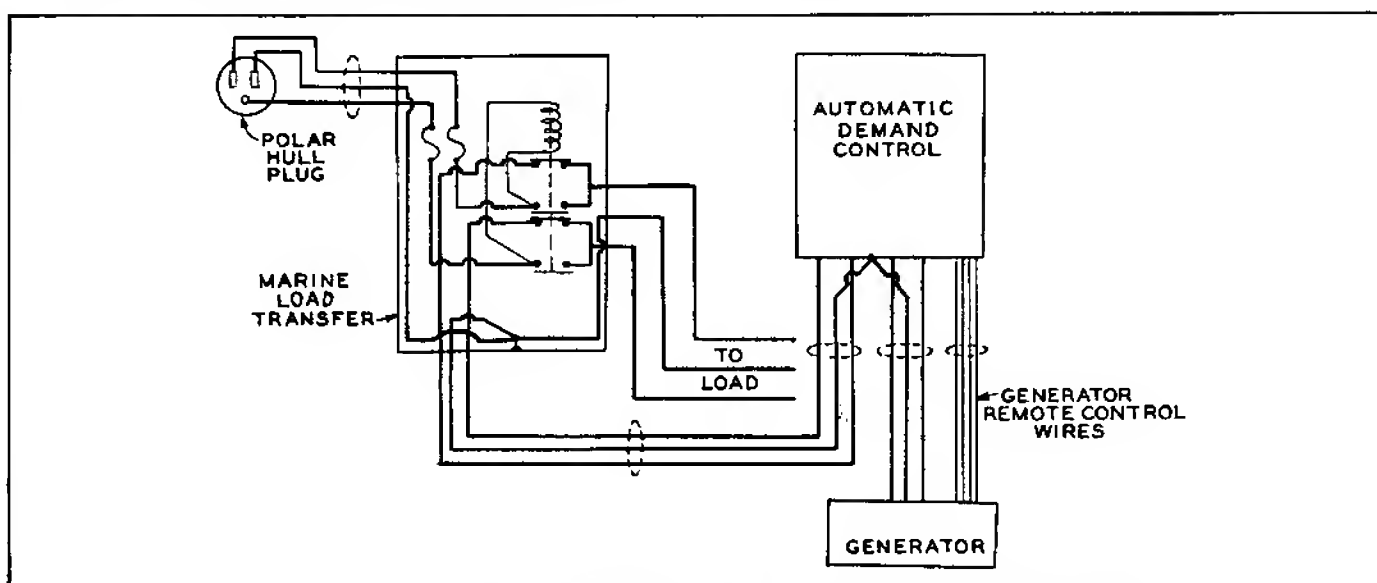 POLAR
HULL
PLUG
AUTOMATIC
DEMAND
CONTROL
MARINE
LOAD
TRANSFER
TO
LOAD
GENERATOR
REMOTE CONTROL
WIRES
GENERATOR